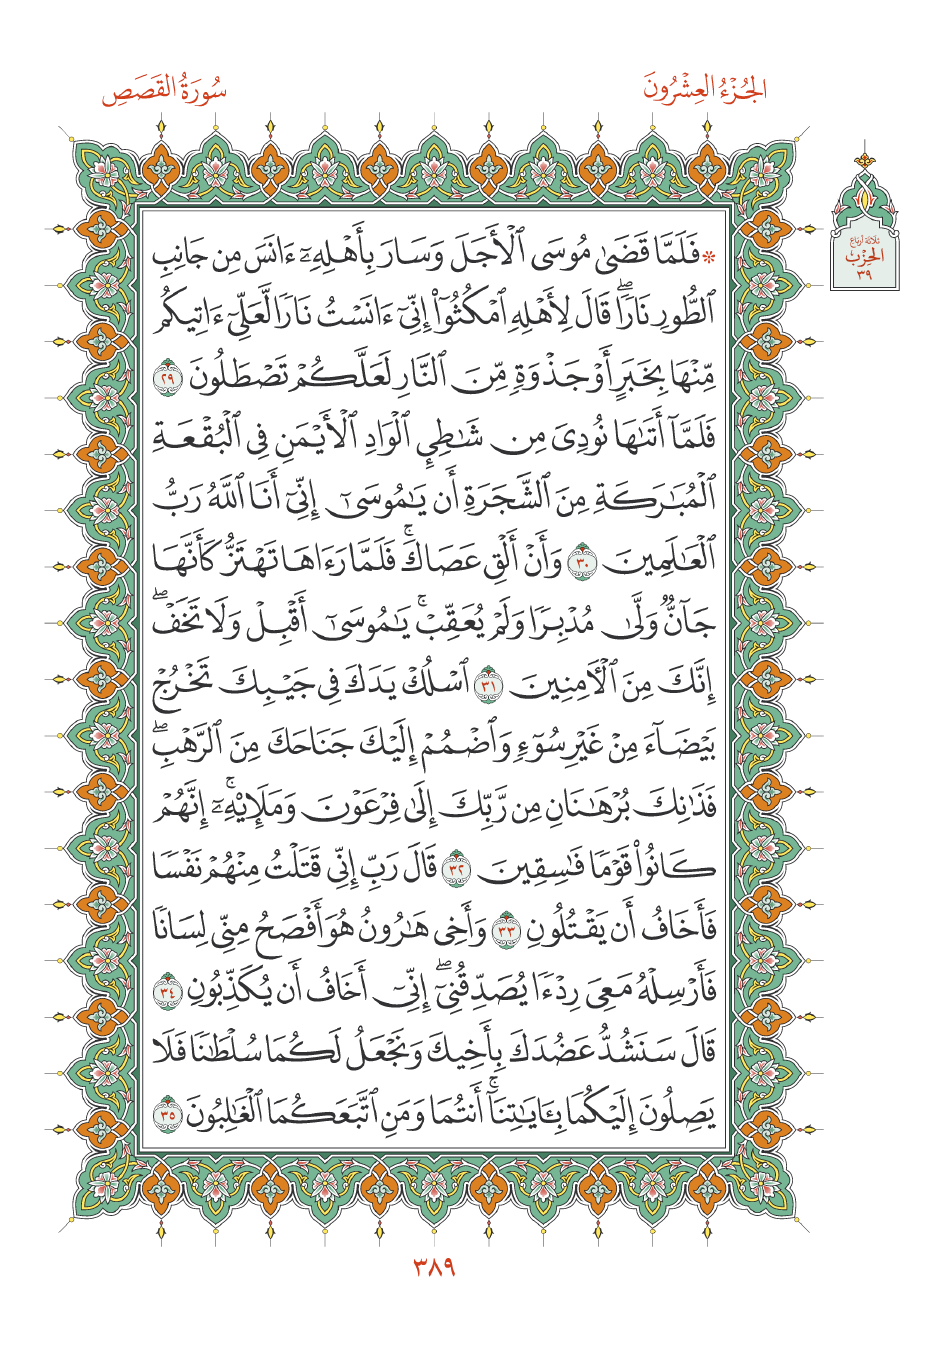 الجُزْءُ العِشْرُونَ
سُورَةُ القَصَصِ
ثلاثة أرباع
الحِزْب
٣٩
۞ فَلَمَّا قَضَىٰ مُوسَى ٱلْأَجَلَ وَسَارَ بِأَهْلِهِۦٓ ءَانَسَ مِن جَانِبِ
ٱلطُّورِ نَارًاۖ قَالَ لِأَهْلِهِ ٱمْكُثُوٓا۟ إِنِّىٓ ءَانَسْتُ نَارًا لَّعَلِّىٓ ءَاتِيكُم
مِّنْهَا بِخَبَرٍ أَوْ جَذْوَةٍ مِّنَ ٱلنَّارِ لَعَلَّكُمْ تَصْطَلُونَ ٢٩
فَلَمَّآ أَتَىٰهَا نُودِىَ مِن شَـٰطِئِ ٱلْوَادِ ٱلْأَيْمَنِ فِى ٱلْبُقْعَةِ
ٱلْمُبَـٰرَكَةِ مِنَ ٱلشَّجَرَةِ أَن يَـٰمُوسَىٰٓ إِنِّىٓ أَنَا ٱللَّهُ رَبُّ
ٱلْعَـٰلَمِينَ ٣٠ وَأَنْ أَلْقِ عَصَاكَۚ فَلَمَّا رَءَاهَا تَهْتَزُّ كَأَنَّهَا
جَآنٌّ وَلَّىٰ مُدْبِرًا وَلَمْ يُعَقِّبْۚ يَـٰمُوسَىٰٓ أَقْبِلْ وَلَا تَخَفْۖ
إِنَّكَ مِنَ ٱلْـَٔامِنِينَ ٣١ ٱسْلُكْ يَدَكَ فِى جَيْبِكَ تَخْرُجْ
بَيْضَآءَ مِنْ غَيْرِ سُوٓءٍ وَٱضْمُمْ إِلَيْكَ جَنَاحَكَ مِنَ ٱلرَّهْبِۖ
فَذَٰنِكَ بُرْهَـٰنَانِ مِن رَّبِّكَ إِلَىٰ فِرْعَوْنَ وَمَلَإِي۟هِۦٓۚ إِنَّهُمْ
كَانُوا۟ قَوْمًا فَـٰسِقِينَ ٣٢ قَالَ رَبِّ إِنِّى قَتَلْتُ مِنْهُمْ نَفْسًا
فَأَخَافُ أَن يَقْتُلُونِ ٣٣ وَأَخِى هَـٰرُونُ هُوَ أَفْصَحُ مِنِّى لِسَانًا
فَأَرْسِلْهُ مَعِىَ رِدْءًا يُصَدِّقُنِىٓۖ إِنِّىٓ أَخَافُ أَن يُكَذِّبُونِ ٣٤
قَالَ سَنَشُدُّ عَضُدَكَ بِأَخِيكَ وَنَجْعَلُ لَكُمَا سُلْطَـٰنًا فَلَا
يَصِلُونَ إِلَيْكُمَا بِـَٔايَـٰتِنَآۚ أَنتُمَا وَمَنِ ٱتَّبَعَكُمَا ٱلْغَـٰلِبُونَ ٣٥
٣٨٩